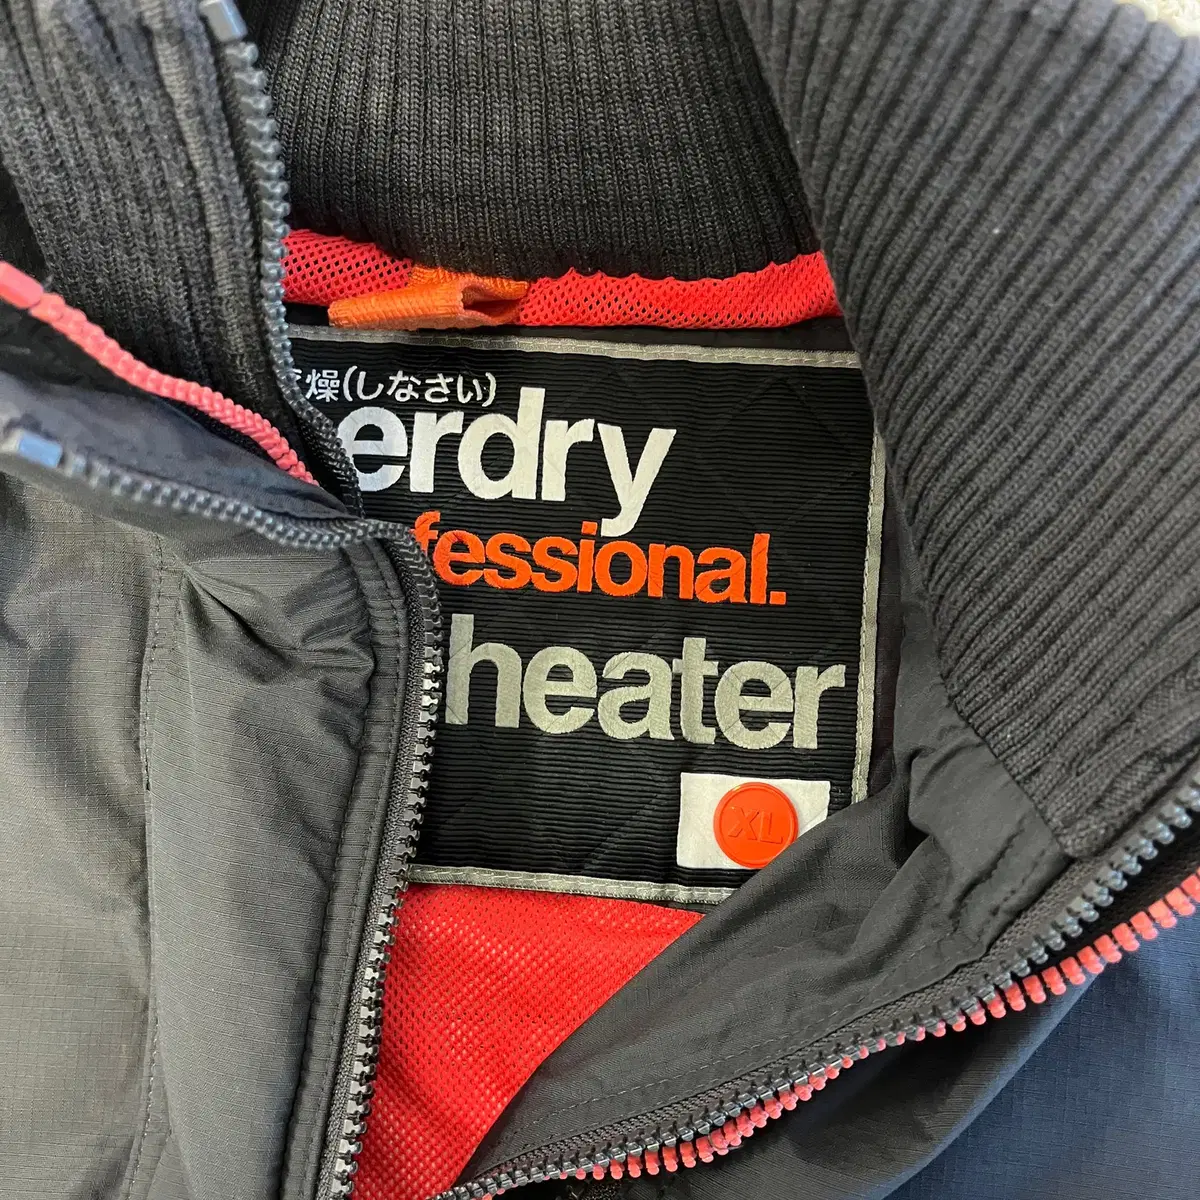 燥(しなさい)
erdry
fessional.
heater
XL